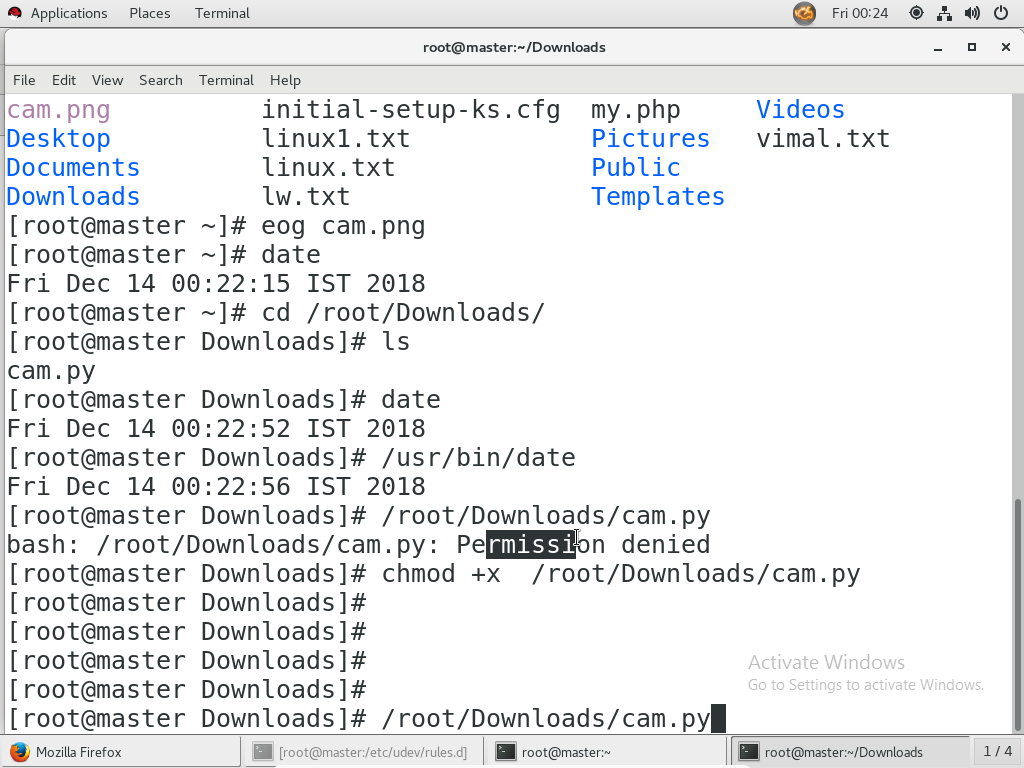 Applications Places Terminal Fri 00:24
root@master:~/Downloads
File Edit View Search Terminal Help
cam.png initial-setup-ks.cfg my.php Videos
Desktop linux1.txt Pictures vimal.txt
Documents linux.txt Public
Downloads lw.txt Templates
[root@master ~]# eog cam.png
[root@master ~]# date
Fri Dec 14 00:22:15 IST 2018
[root@master ~]# cd /root/Downloads/
[root@master Downloads]# ls
cam.py
[root@master Downloads]# date
Fri Dec 14 00:22:52 IST 2018
[root@master Downloads]# /usr/bin/date
Fri Dec 14 00:22:56 IST 2018
[root@master Downloads]# /root/Downloads/cam.py
bash: /root/Downloads/cam.py: Permission denied
[root@master Downloads]# chmod +x  /root/Downloads/cam.py
[root@master Downloads]#
[root@master Downloads]#
[root@master Downloads]#
[root@master Downloads]#
[root@master Downloads]# /root/Downloads/cam.py
Activate Windows
Go to Settings to activate Windows.
Mozilla Firefox [root@master:/etc/udev/rules.d] root@master:~ root@master:~/Downloads 1 / 4